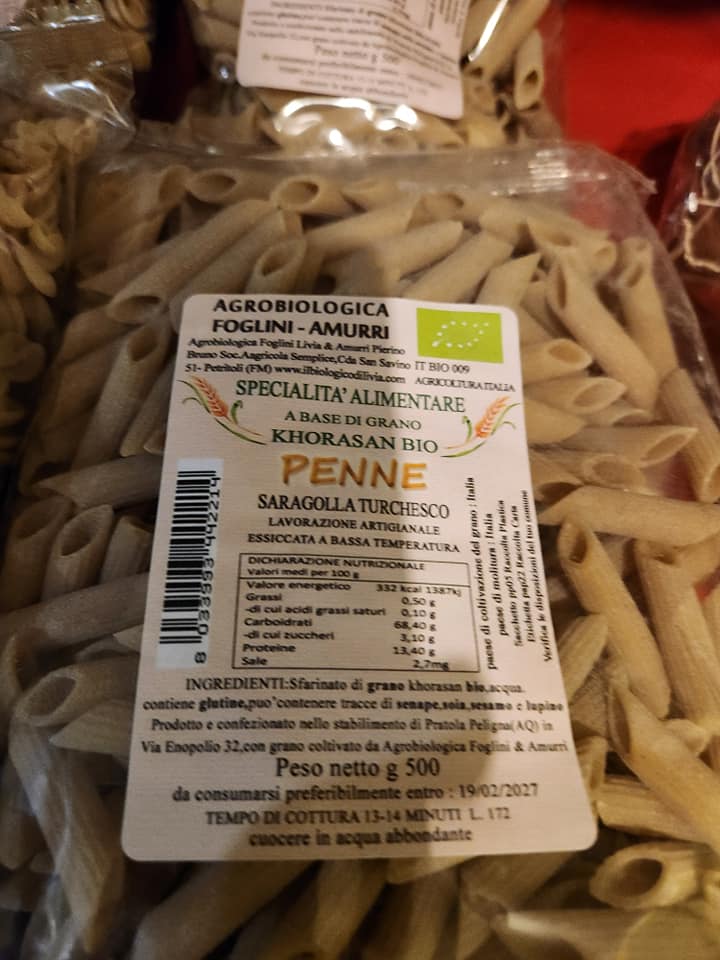 Peso netto g 500
AGROBIOLOGICA
FOGLINI - AMURRI
Agrobiologica Foglini Livia & Amurri Pierino
Bruno Soc.Aagricola Semplice,Cda San Savino IT BIO 009
51- Petritoli (FM) www.ilbiologicodilivia.com AGRICOLTURA ITALIA
SPECIALITA' ALIMENTARE
A BASE DI GRANO
KHORASAN BIO
PENNE
SARAGOLLA TURCHESCO
LAVORAZIONE ARTIGIANALE
ESSICCATA A BASSA TEMPERATURA
DICHIARAZIONE NUTRIZIONALE
Valori medi per 100 g
Valore energetico 332 kcal 1387kj
Grassi 0,50 g
-di cui acidi grassi saturi 0,10 g
Carboidrati 68,40 g
-di cui zuccheri 3,10 g
Proteine 13,40 g
Sale 2,7mg
8 033993 442214
paese di coltivazione del grano : Italia
paese di molitura : Italia
Sacchetto pp05 Raccolta Plastica
Etichetta pap22 Raccolta Carta
Verifica le disposizioni del tuo comune
INGREDIENTI:Sfarinato di grano khorasan bio,acqua.
contiene glutine,puo'contenere tracce di senape,soia,sesamo e lupino
Prodotto e confezionato nello stabilimento di Pratola Peligna(AQ) in
Via Enopolio 32,con grano coltivato da Agrobiologica Foglini & Amurri
Peso netto g 500
da consumarsi preferibilmente entro : 19/02/2027
TEMPO DI COTTURA 13-14 MINUTI L. 172
cuocere in acqua abbondante